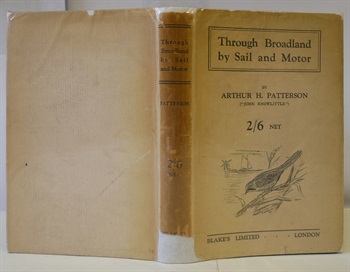 Through
Broadland
by Sail
and Motor
PATTERSON
2/6
NET
Through Broadland
by Sail and Motor
BY
ARTHUR H. PATTERSON
("JOHN KNOWLITTLE")
2/6 NET
BLAKE'S LIMITED . . . LONDON